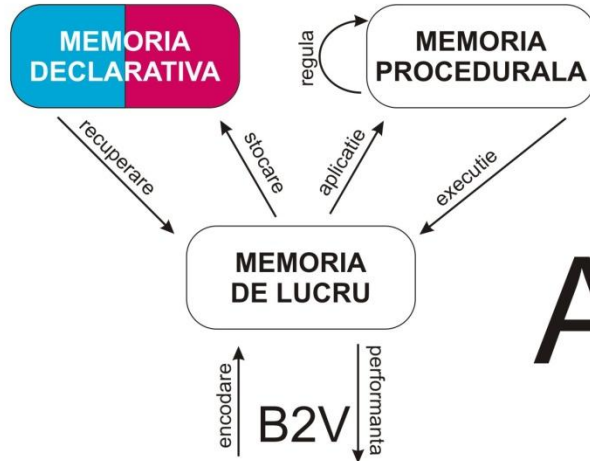 MEMORIA
DECLARATIVA
MEMORIA
PROCEDURALA
regula
recuperare
stocare
aplicatie
executie
MEMORIA
DE LUCRU
A
encodare
B2V
performanta